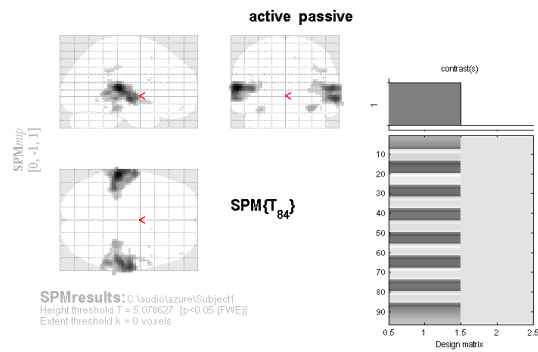 active passive
SPMmip
[0, -1, 1]
<
<
<
SPM{T84}
SPMresults: C:\audio\azure\Subject1
Height threshold T = 5.078627 {p<0.05 (FWE)}
Extent threshold k = 0 voxels
contrast(s)
1
10
20
30
40
50
60
70
80
90
0.5 1 1.5 2 2.5
Design matrix